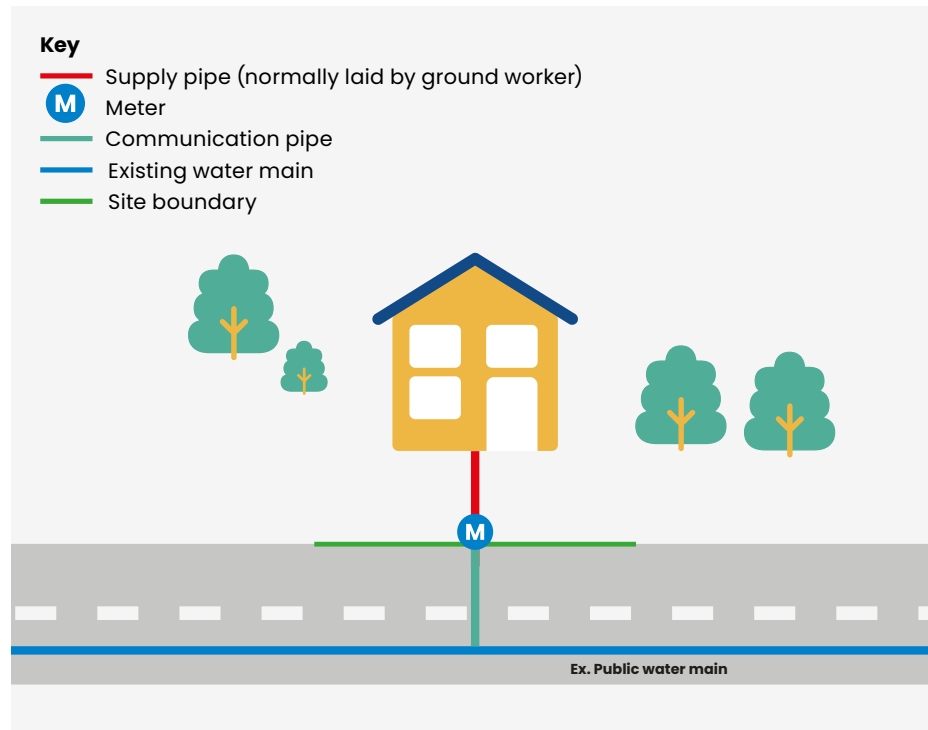 Key
Supply pipe (normally laid by ground worker)
M
Meter
Communication pipe
Existing water main
Site boundary
M
Ex. Public water main